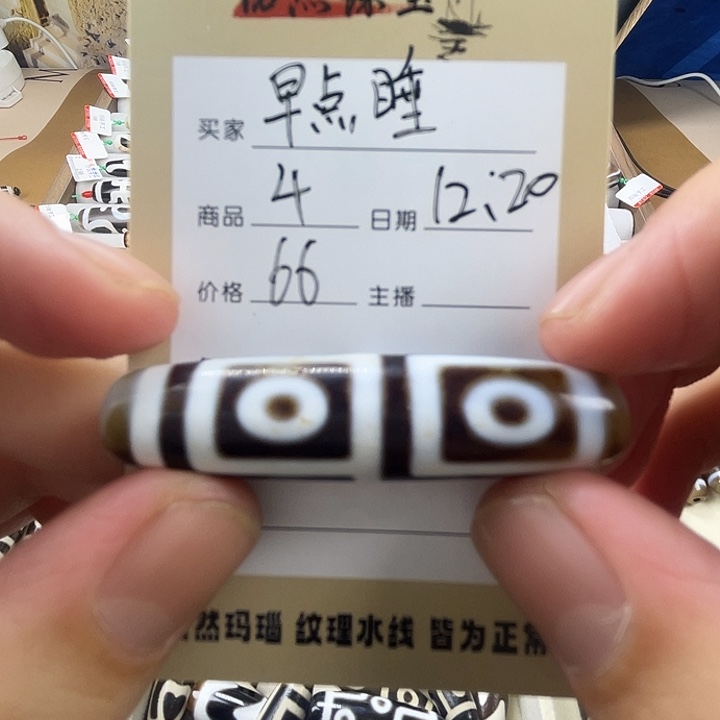 买家 早点睡
商品 4 日期 12:20
价格 66 主播
然玛瑙 纹理水线 皆为正常